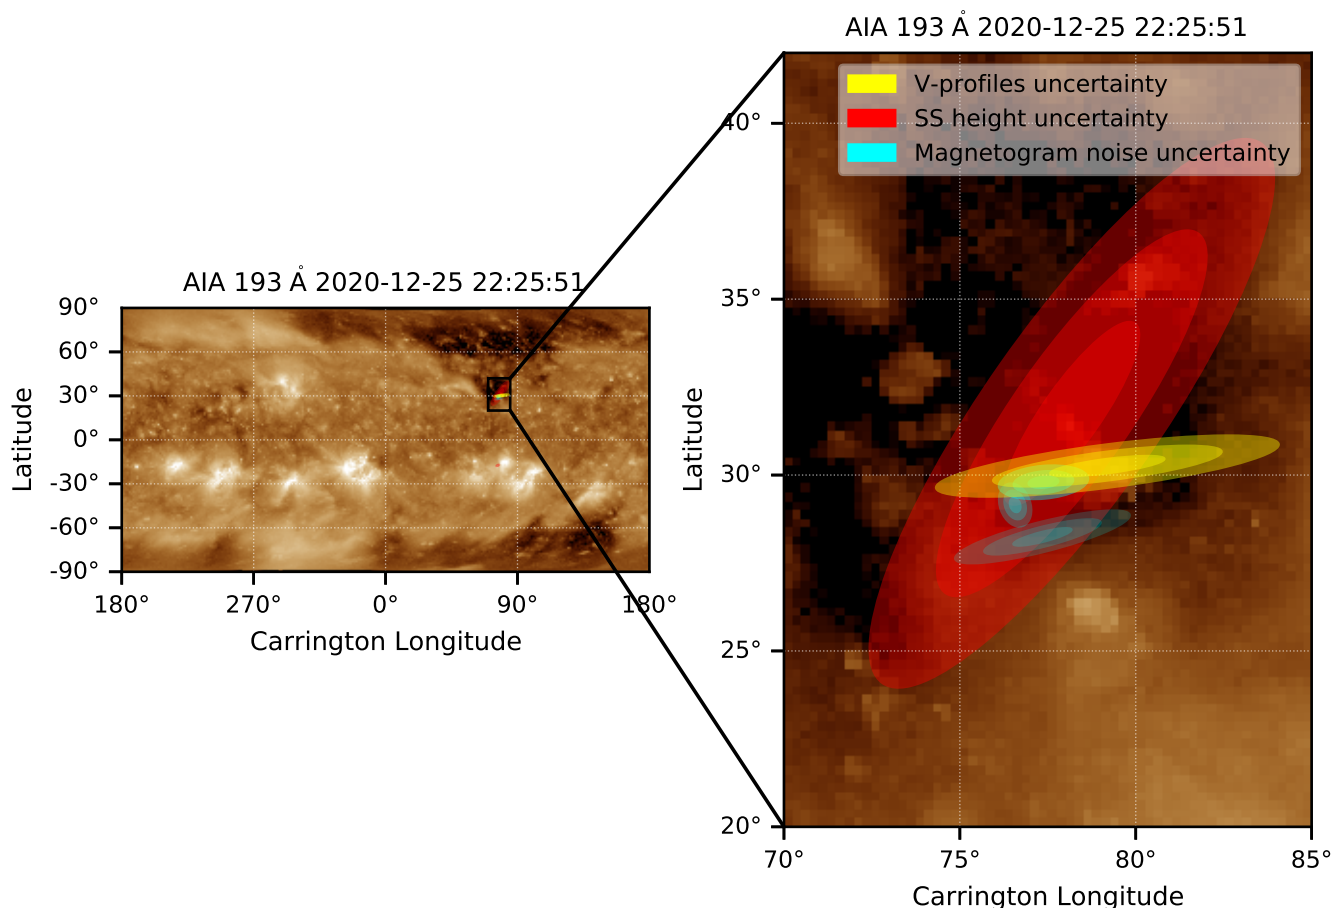 AIA 193 Å 2020-12-25 22:25:51
90°
60°
30°
0°
-30°
-60°
-90°
Latitude
180°
270°
0°
90°
180°
Carrington Longitude
AIA 193 Å 2020-12-25 22:25:51
V-profiles uncertainty
SS height uncertainty
Magnetogram noise uncertainty
40°
35°
30°
25°
20°
Latitude
70°
75°
80°
85°
Carrington Longitude